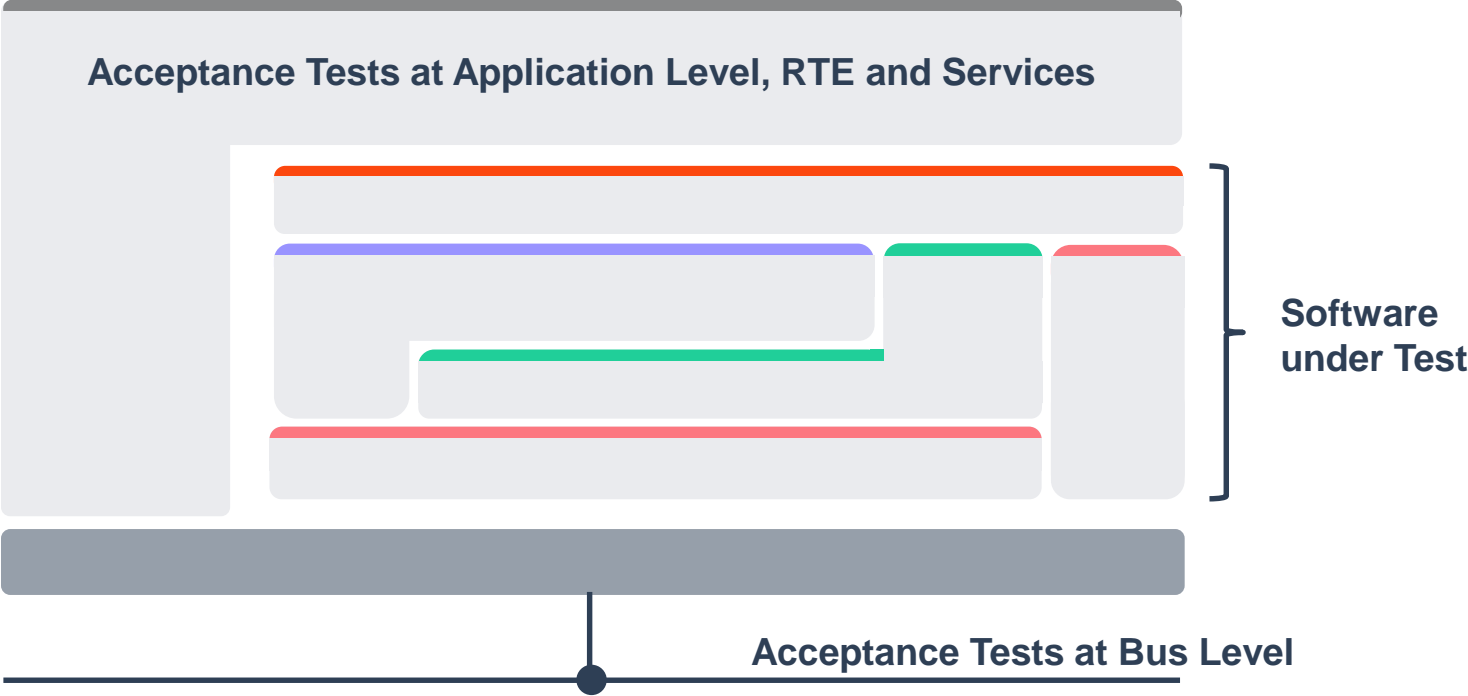 Acceptance Tests at Application Level, RTE and Services
Software
under Test
Acceptance Tests at Bus Level